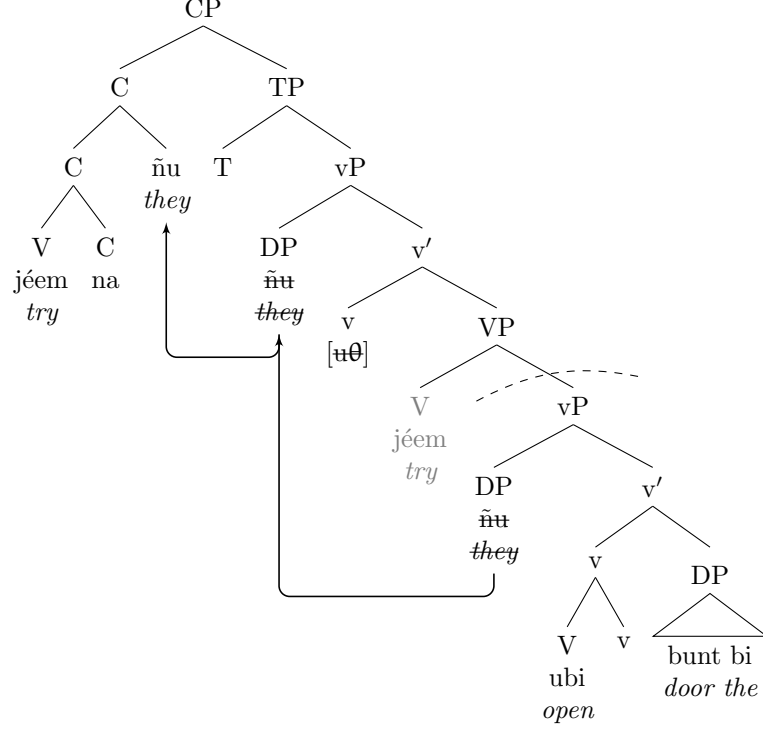 CP
C TP
C ñu T vP
they
V C DP v′
jéem na ñu
try they v VP
[uθ]
V vP
jéem
try
DP v′
ñu
they v DP
V v bunt bi
ubi door the
open